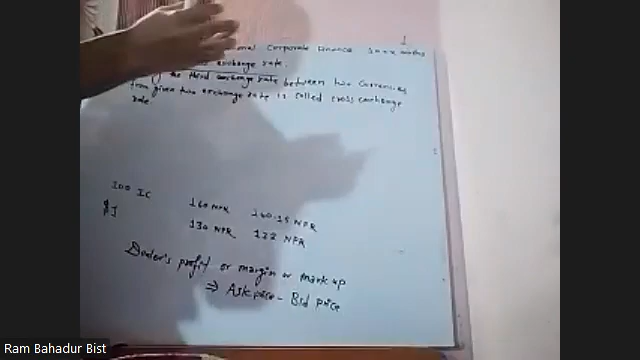 Corporate Finance
exchange rate.
the third exchange rate between two currencies
from given two exchange rate is called cross exchange
rate.
100 IC 160 NPR 160.15 NPR
$1 130 NPR 132 NPR
Dealer's profit or margin or mark up
⇒ Ask price - Bid price
Ram Bahadur Bist